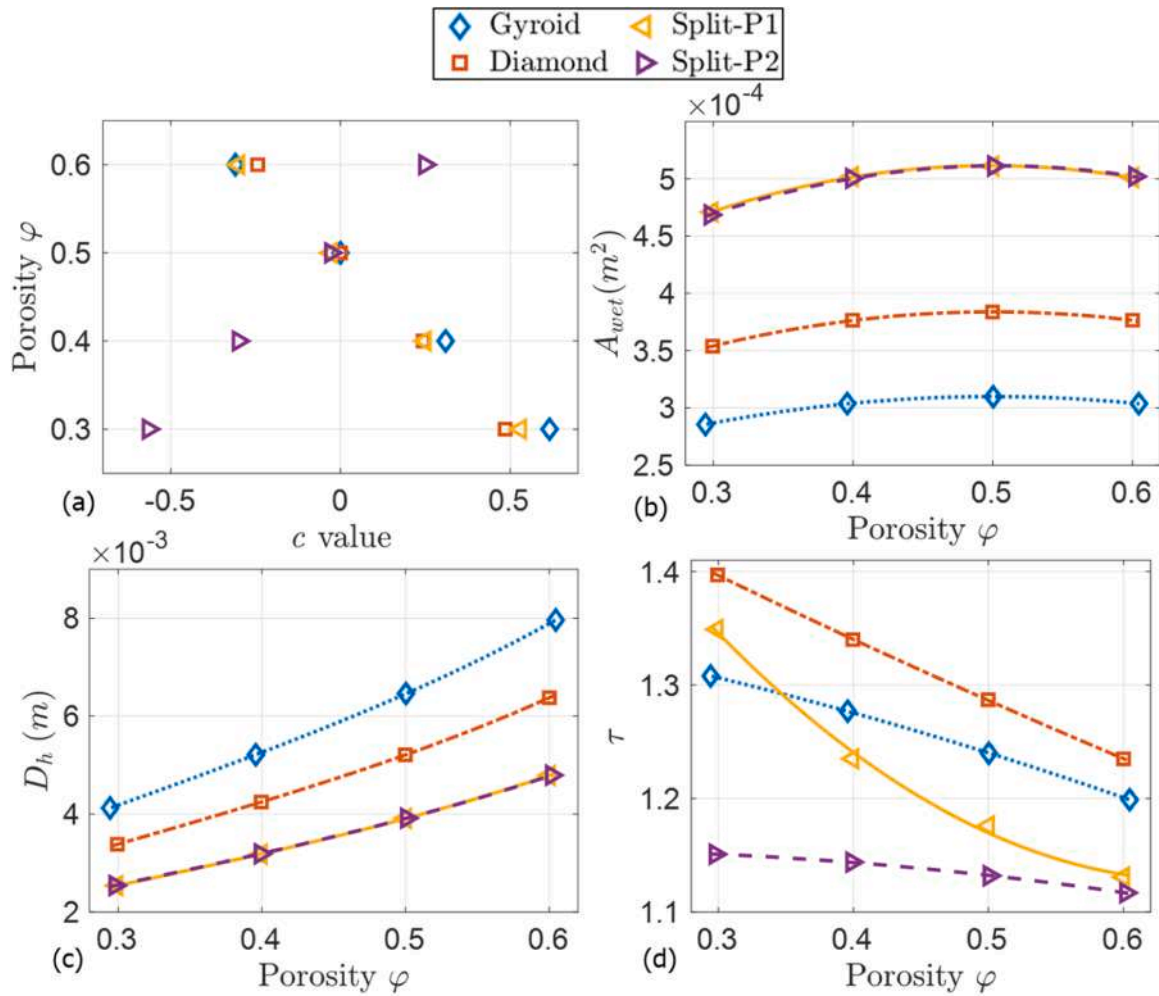 Gyroid Split-P1
Diamond Split-P2
Porosity φ
0.6
0.5
0.4
0.3
-0.5 0 0.5
(a)
c value
×10⁻⁴
A_wet(m²)
5
4.5
4
3.5
3
2.5
0.3 0.4 0.5 0.6
(b)
Porosity φ
×10⁻³
D_h (m)
8
6
4
2
0.3 0.4 0.5 0.6
(c)
Porosity φ
τ
1.4
1.3
1.2
1.1
0.3 0.4 0.5 0.6
(d)
Porosity φ